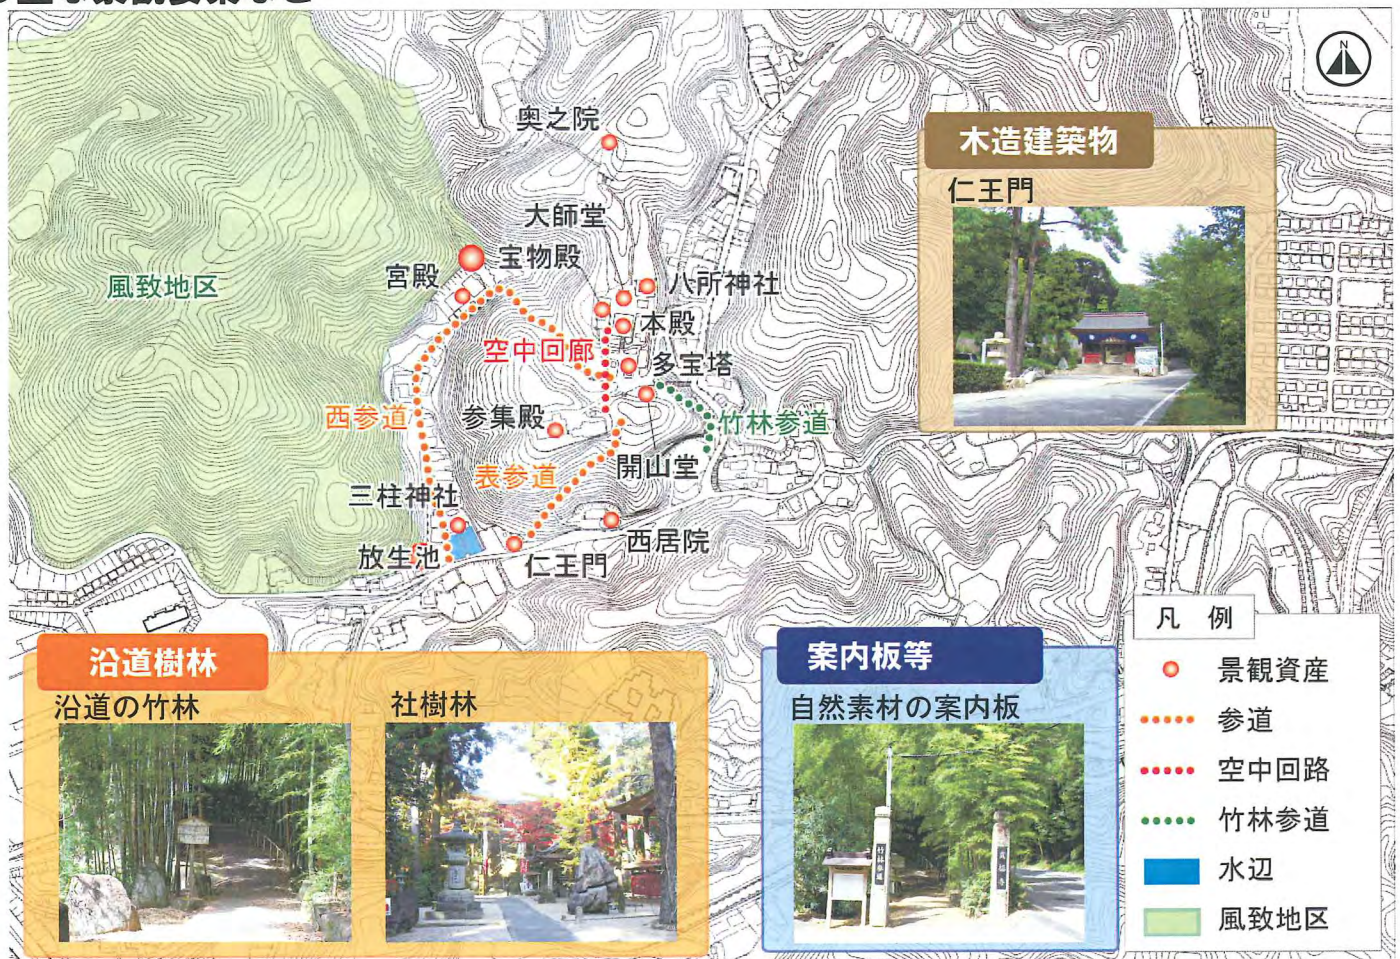 N
木造建築物
仁王門
奥之院
大師堂
宝物殿
宮殿
八所神社
風致地区
本殿
空中回廊
多宝塔
西参道
参集殿
竹林参道
表参道
開山堂
三柱神社
放生池
仁王門
西居院
沿道樹林
沿道の竹林
社樹林
案内板等
自然素材の案内板
凡 例
景観資産
参道
空中回路
竹林参道
水辺
風致地区